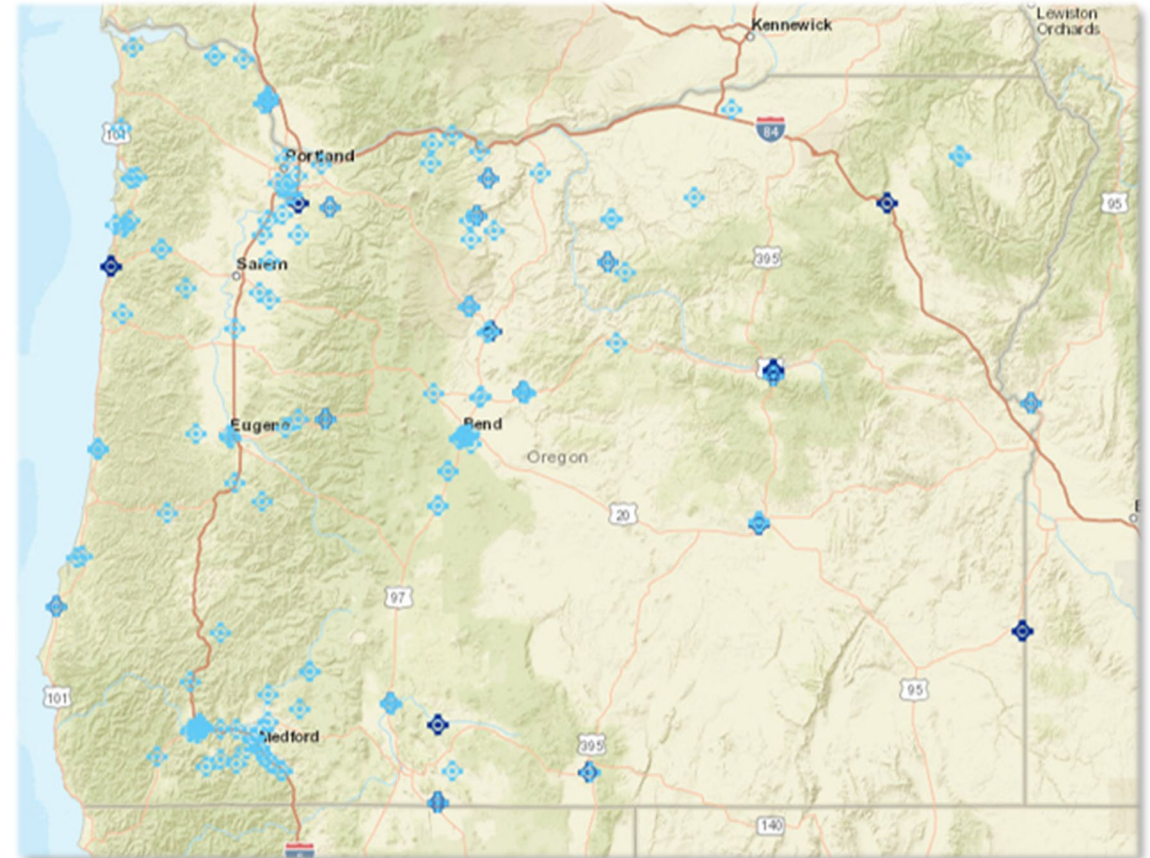 Lewiston
Orchards
Kennewick
84
101
Portland
95
Salem
395
Eugene
Bend
Oregon
20
97
101
95
Medford
395
140